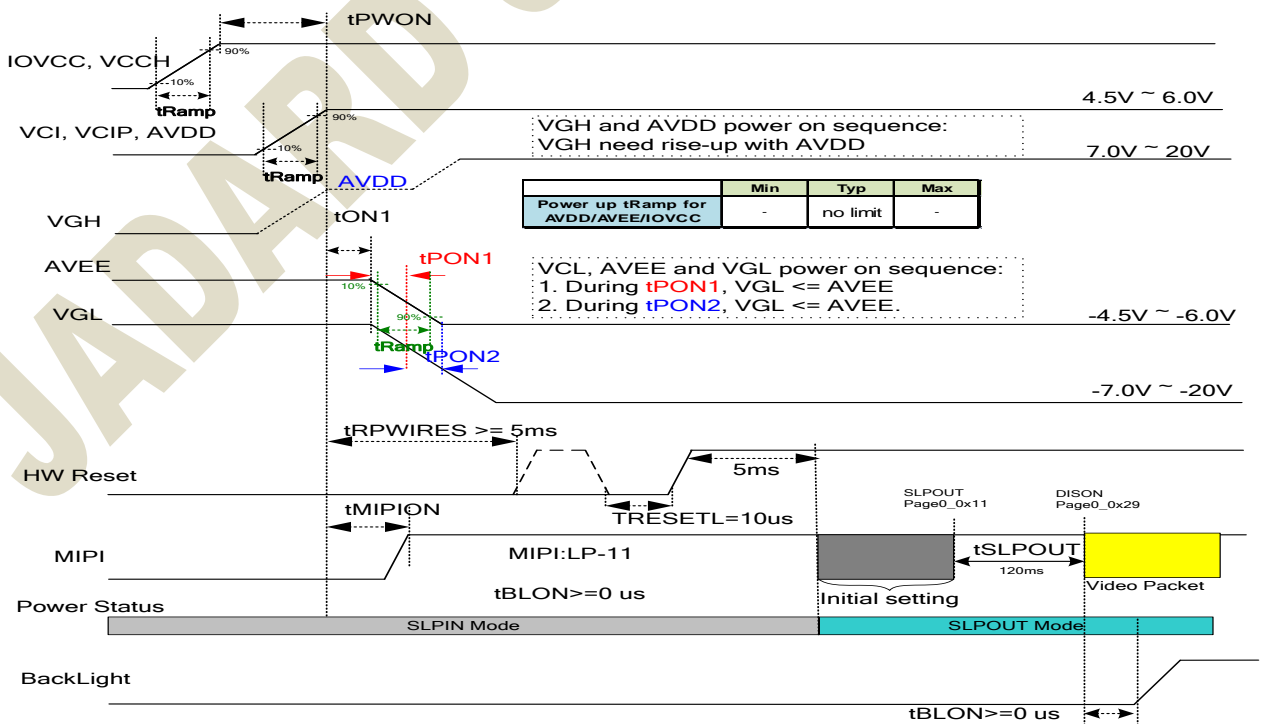 JADARD
tPWON
IOVCC, VCCH
90%
10%
tRamp
4.5V ~ 6.0V
VCI, VCIP, AVDD
90%
10%
tRamp
VGH and AVDD power on sequence:
VGH need rise-up with AVDD
7.0V ~ 20V
AVDD
Min Typ Max
Power up tRamp for AVDD/AVEE/IOVCC - no limit -
VGH
tON1
AVEE
tPON1
10%
VCL, AVEE and VGL power on sequence:
1. During tPON1, VGL <= AVEE
2. During tPON2, VGL <= AVEE.
VGL
90%
-4.5V ~ -6.0V
tRamp
tPON2
-7.0V ~ -20V
tRPWIRES >= 5ms
HW Reset
5ms
TRESETL=10us
SLPOUT
Page0_0x11
DISON
Page0_0x29
tMIPION
MIPI
MIPI:LP-11
tSLPOUT
120ms
tBLON>=0 us
Initial setting
Video Packet
Power Status
SLPIN Mode
SLPOUT Mode
BackLight
tBLON>=0 us